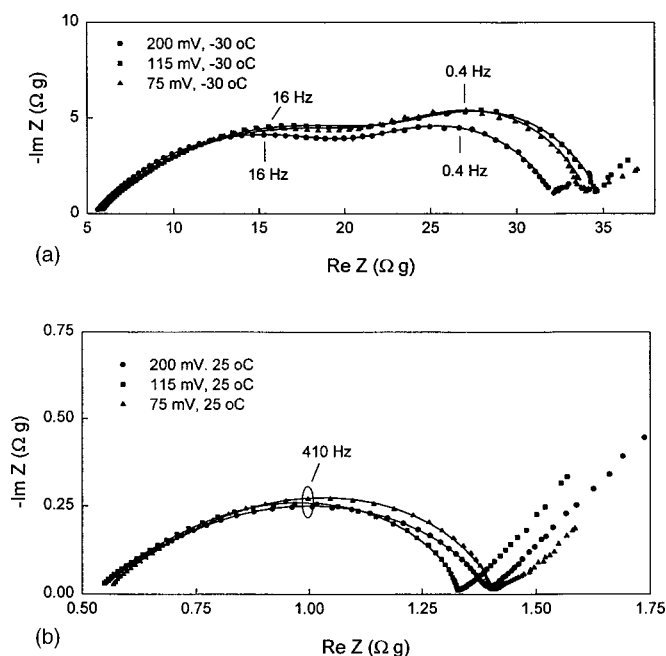 10
200 mV, -30 oC
115 mV, -30 oC
75 mV, -30 oC
0.4 Hz
16 Hz
5
16 Hz
0.4 Hz
0
5 10 15 20 25 30 35
-Im Z (Ω g)
Re Z (Ω g)
(a)
0.75
200 mV. 25 oC
115 mV, 25 oC
75 mV, 25 oC
0.50
410 Hz
0.25
0.00
0.50 0.75 1.00 1.25 1.50 1.75
-Im Z (Ω g)
Re Z (Ω g)
(b)